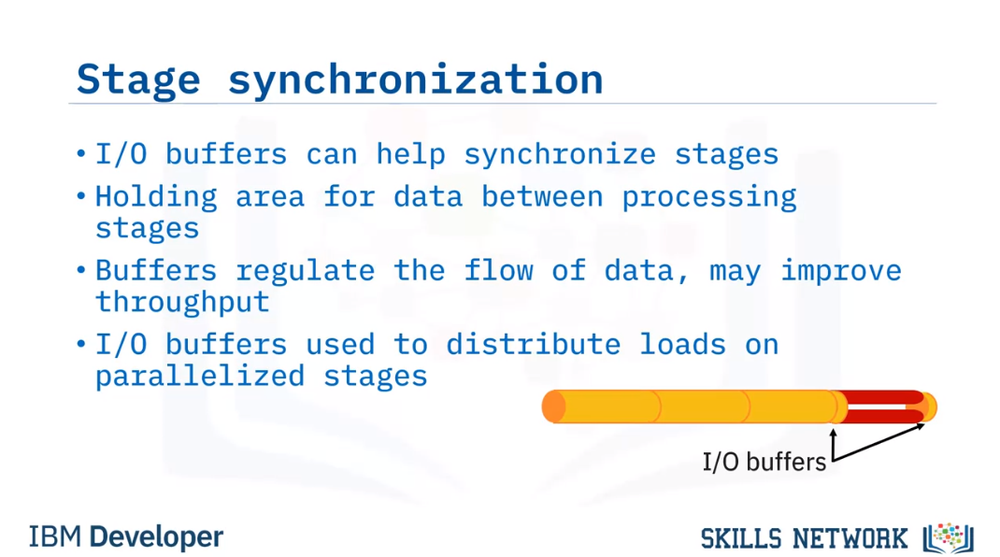 Stage synchronization
• I/O buffers can help synchronize stages
• Holding area for data between processing
stages
• Buffers regulate the flow of data, may improve
throughput
• I/O buffers used to distribute loads on
parallelized stages
I/O buffers
IBM Developer
SKILLS NETWORK